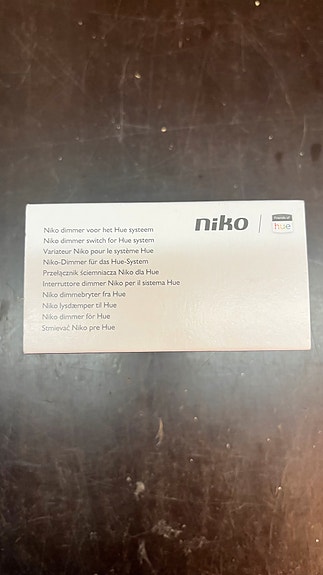 niko
Friends of
hue
Niko dimmer voor het Hue systeem
Niko dimmer switch for Hue system
Variateur Niko pour le système Hue
Niko-Dimmer für das Hue-System
Przełącznik ściemniacza Niko dla Hue
Interruttore dimmer Niko per il sistema Hue
Niko dimmebryter fra Hue
Niko lysdæmper til Hue
Niko dimmer för Hue
Stmievač Niko pre Hue